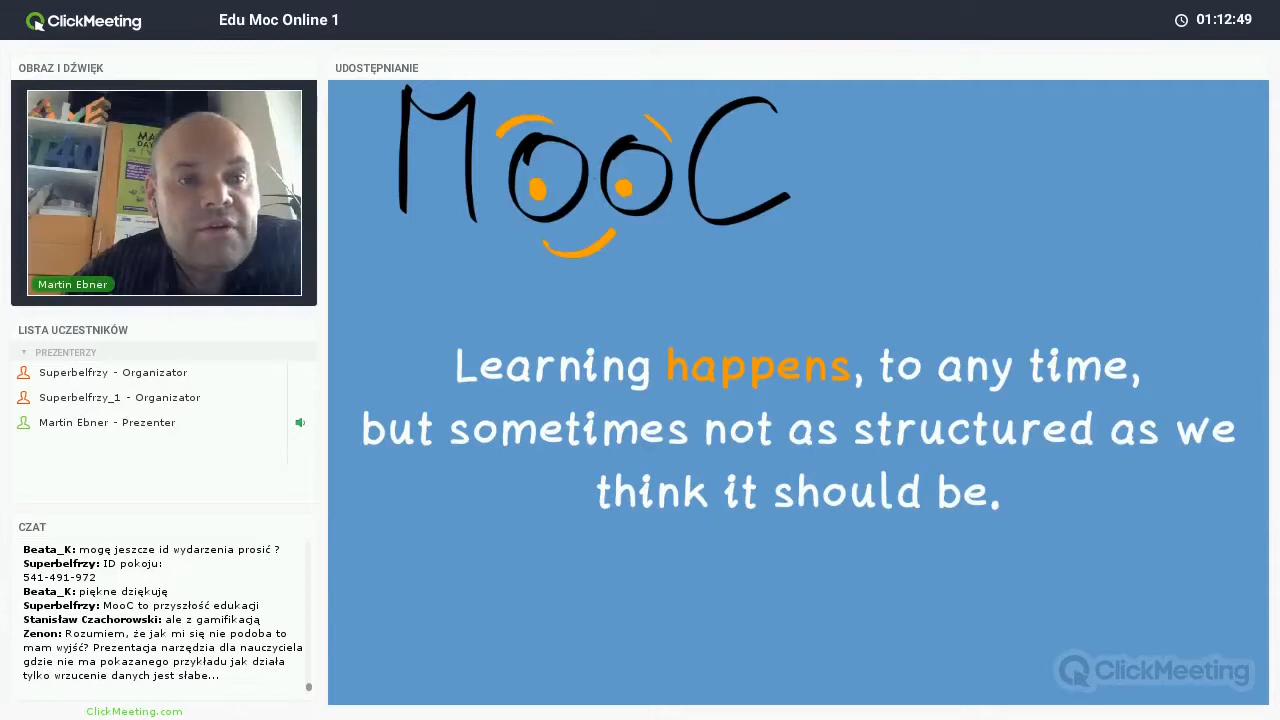 ClickMeeting
Edu Moc Online 1
01:12:49
OBRAZ I DŹWIĘK
Martin Ebner
LISTA UCZESTNIKÓW
PREZENTERZY
Superbelfrzy - Organizator
Superbelfrzy_1 - Organizator
Martin Ebner - Prezenter
CZAT
Beata_K: mogę jeszcze id wydarzenia prosić ?
Superbelfrzy: ID pokoju:
541-491-972
Beata_K: piękne dziękuję
Superbelfrzy: MooC to przyszłość edukacji
Stanisław Czachorowski: ale z gamifikacją
Zenon: Rozumiem, że jak mi się nie podoba to
mam wyjść? Prezentacja narzędzia dla nauczyciela
gdzie nie ma pokazanego przykładu jak działa
tylko wrzucenie danych jest słabe...
ClickMeeting.com
UDOSTĘPNIANIE
MooC
Learning happens, to any time,
but sometimes not as structured as we
think it should be.
ClickMeeting